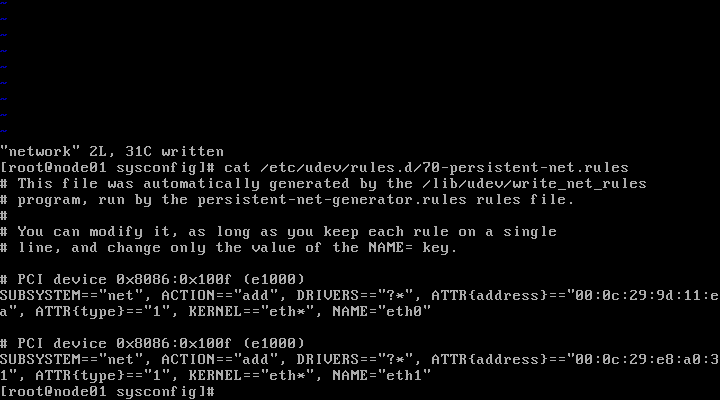 "network" 2L, 31C written
[root@node01 sysconfig]# cat /etc/udev/rules.d/70-persistent-net.rules
# This file was automatically generated by the /lib/udev/write_net_rules
# program, run by the persistent-net-generator.rules rules file.
#
# You can modify it, as long as you keep each rule on a single
# line, and change only the value of the NAME= key.

# PCI device 0x8086:0x100f (e1000)
SUBSYSTEM=="net", ACTION=="add", DRIVERS=="?*", ATTR{address}=="00:0c:29:9d:11:e
a", ATTR{type}=="1", KERNEL=="eth*", NAME="eth0"

# PCI device 0x8086:0x100f (e1000)
SUBSYSTEM=="net", ACTION=="add", DRIVERS=="?*", ATTR{address}=="00:0c:29:e8:a0:3
1", ATTR{type}=="1", KERNEL=="eth*", NAME="eth1"
[root@node01 sysconfig]#